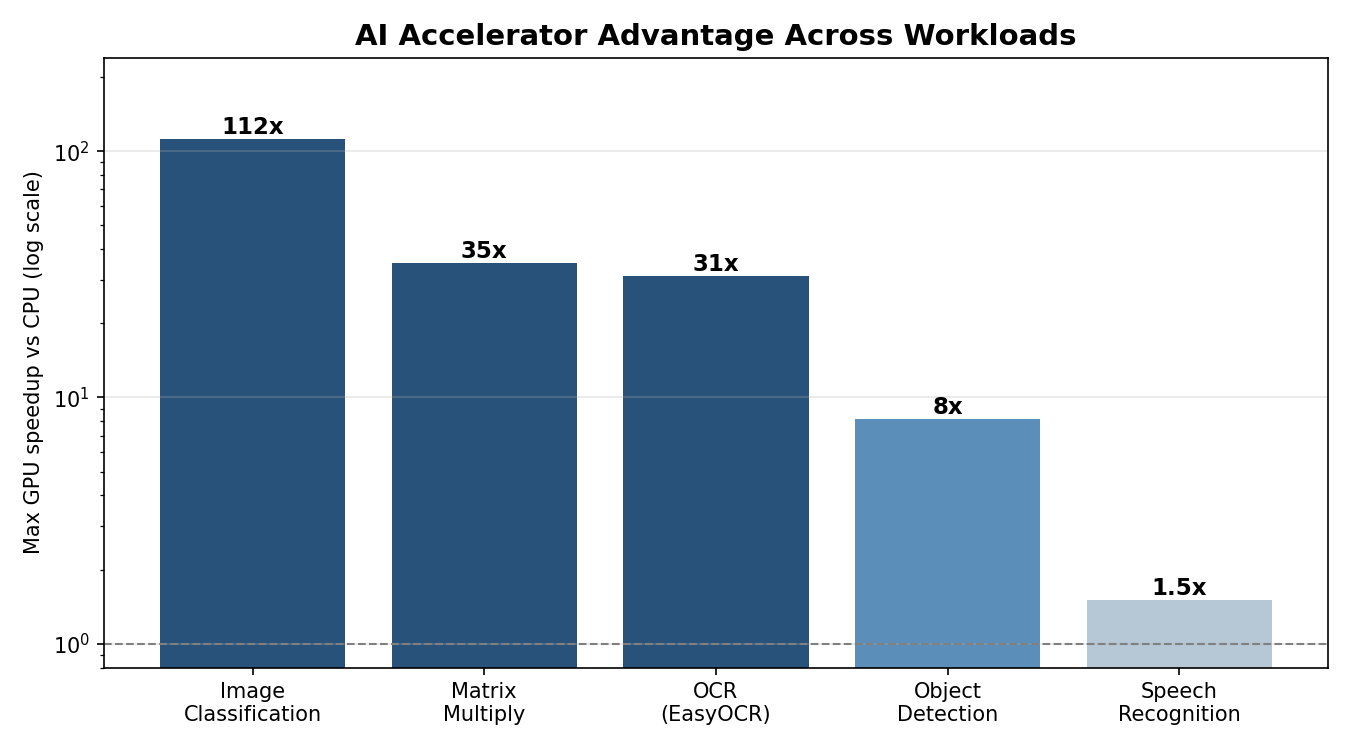 AI Accelerator Advantage Across Workloads
Max GPU speedup vs CPU (log scale)
10²
10¹
10⁰
112x
35x
31x
8x
1.5x
Image
Classification
Matrix
Multiply
OCR
(EasyOCR)
Object
Detection
Speech
Recognition